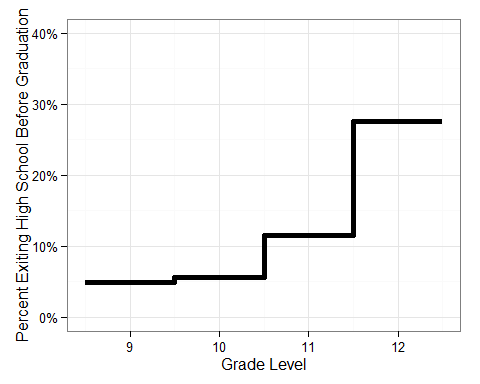 Percent Exiting High School Before Graduation
40%
30%
20%
10%
0%
9 10 11 12
Grade Level